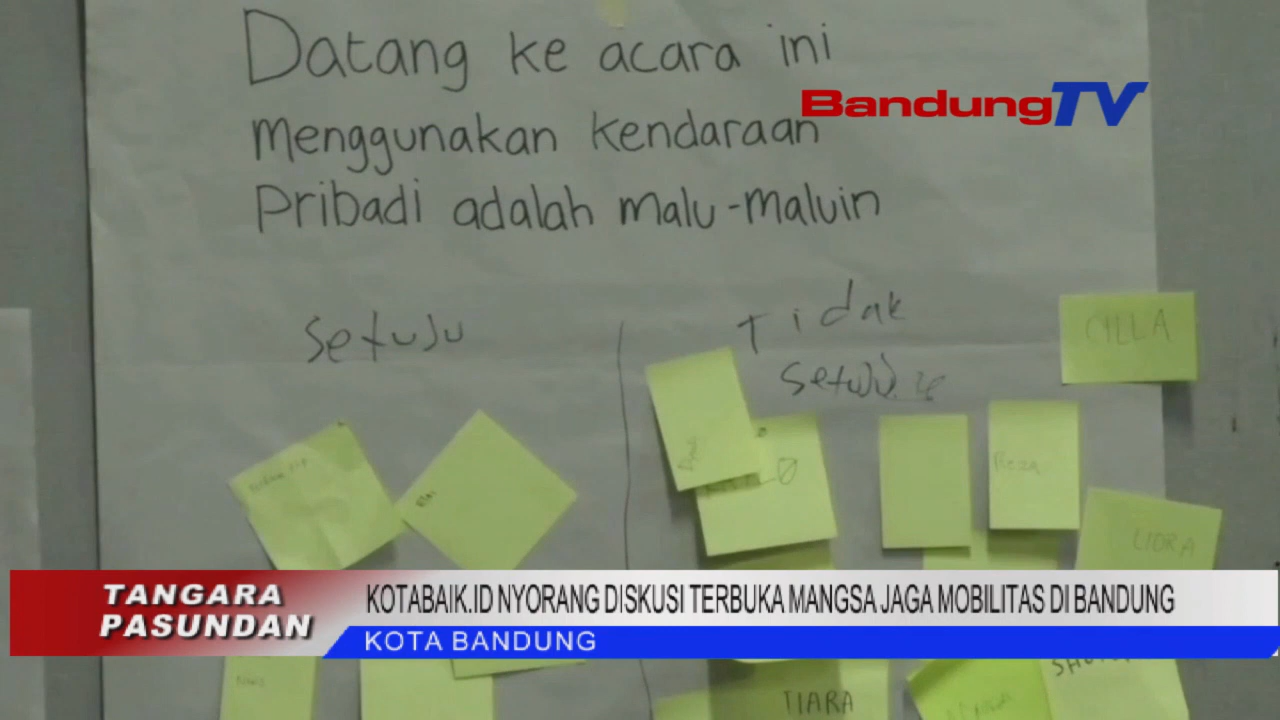 Datang ke acara ini
BandungTV
menggunakan kendaraan
Pribadi adalah malu-maluin
Setuju
Tidak
Setuju
CILLA
Reza
LIDRA
TANGARA
PASUNDAN
KOTABAIK.ID NYORANG DISKUSI TERBUKA MANGSA JAGA MOBILITAS DI BANDUNG
KOTA BANDUNG
TIARA